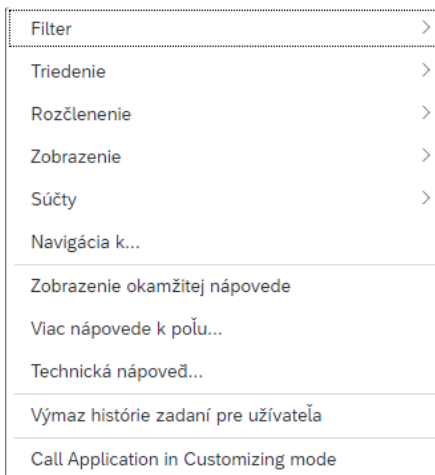 Filter
Triedenie
Rozčlenenie
Zobrazenie
Súčty
Navigácia k...
Zobrazenie okamžitej nápovede
Viac nápovede k poľu...
Technická nápoveď...
Výmaz histórie zadaní pre užívateľa
Call Application in Customizing mode